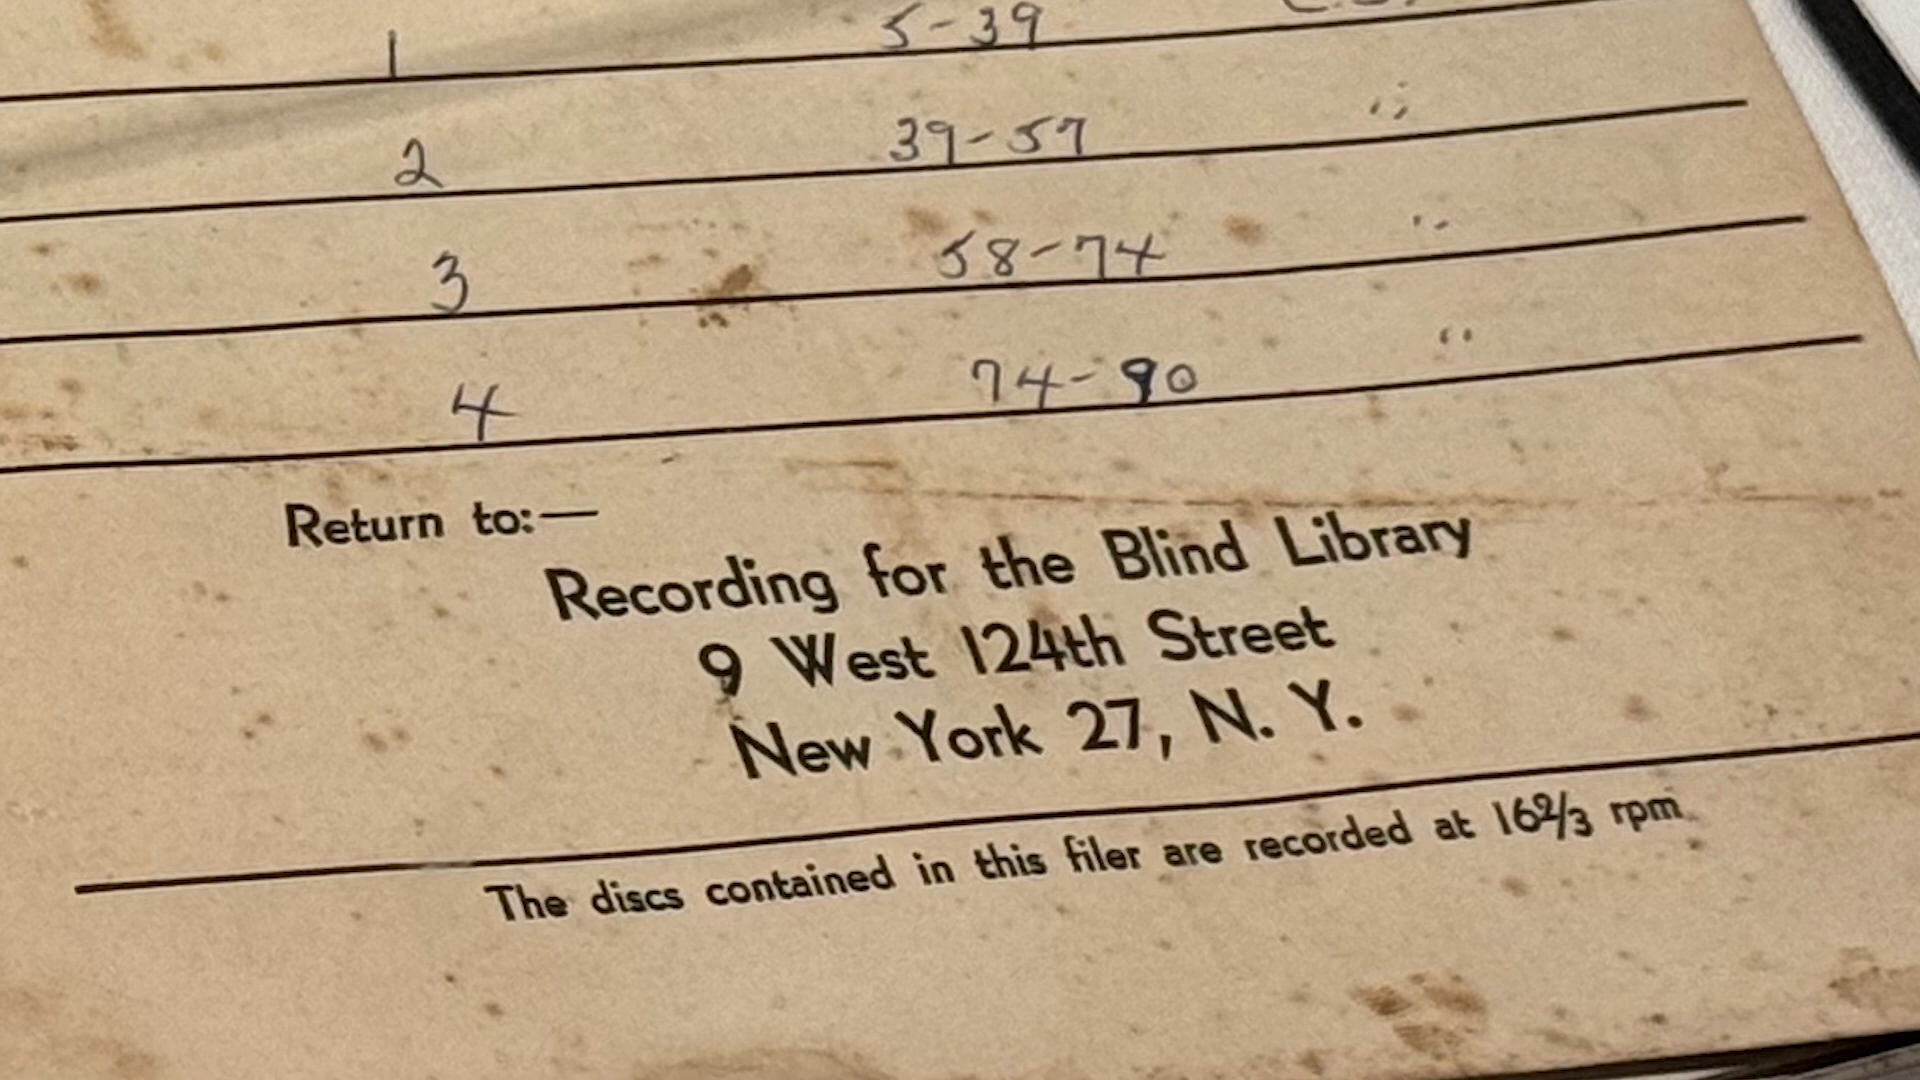 1 5-39
2 39-57 "
3 58-74 "
4 74-90 "
Return to:—
Recording for the Blind Library
9 West 124th Street
New York 27, N. Y.
The discs contained in this filer are recorded at 16⅔ rpm